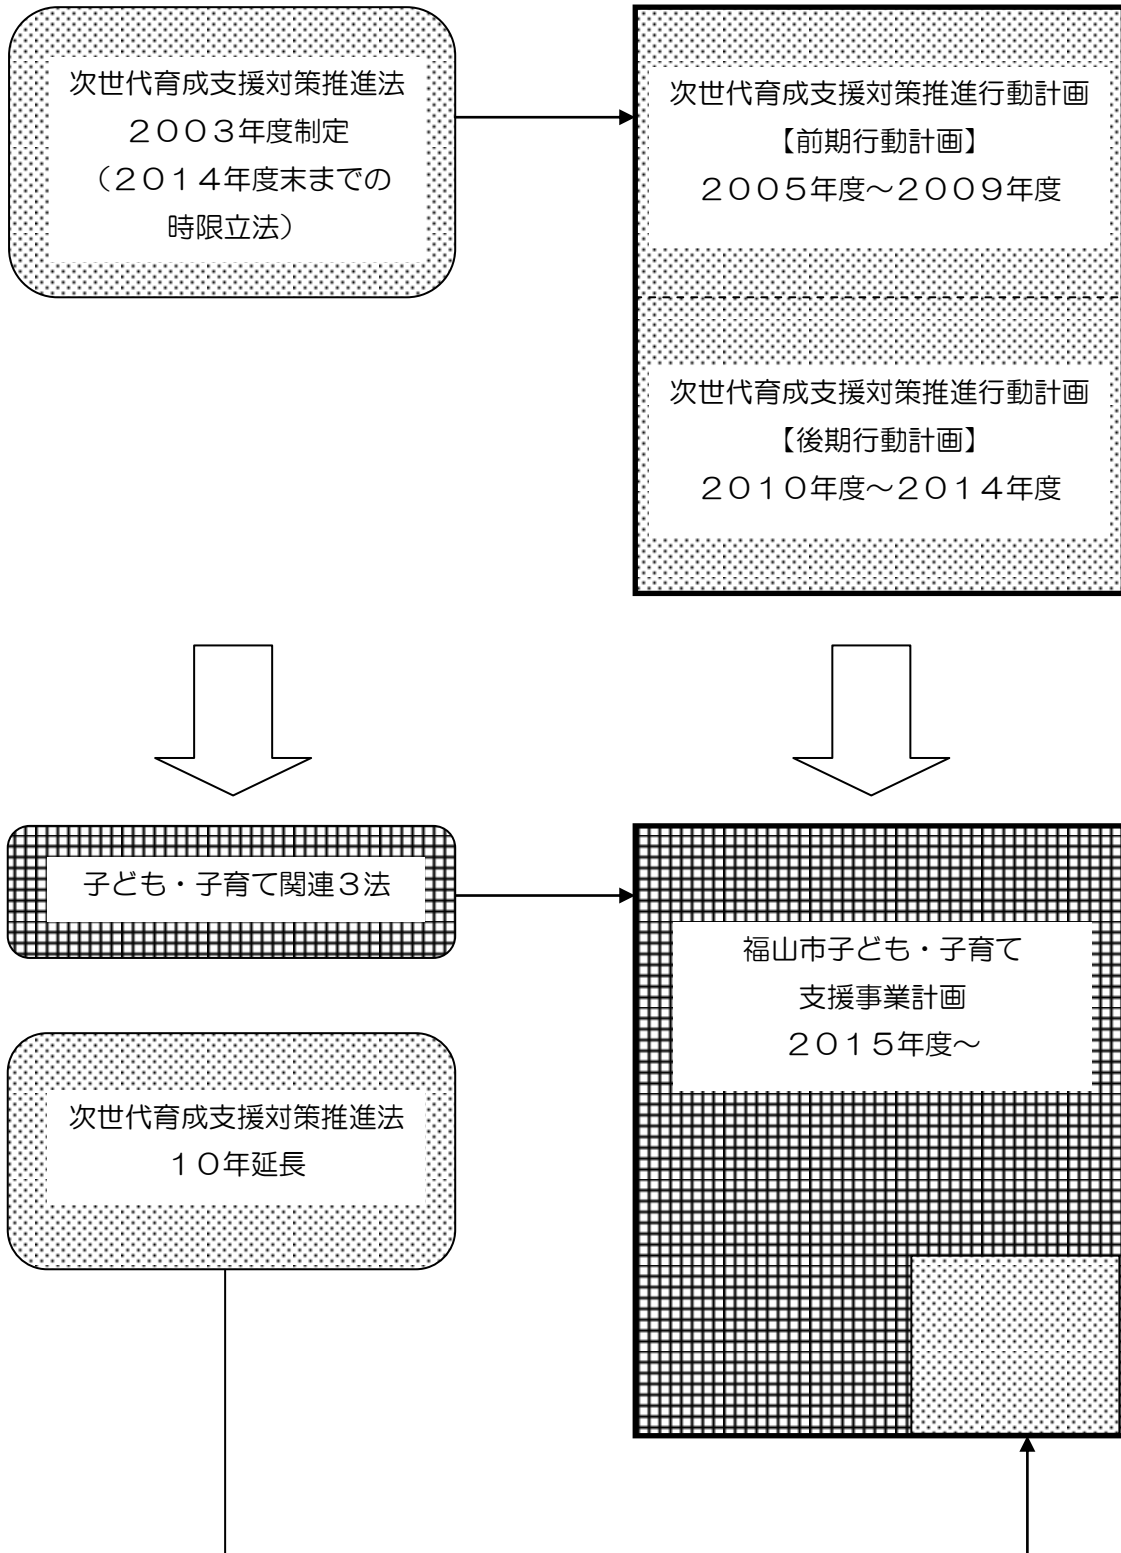 次世代育成支援対策推進法
２００３年度制定
（２０１４年度末までの
時限立法）
次世代育成支援対策推進行動計画
【前期行動計画】
２００５年度～２００９年度
次世代育成支援対策推進行動計画
【後期行動計画】
２０１０年度～２０１４年度
子ども・子育て関連３法
福山市子ども・子育て
支援事業計画
２０１５年度～
次世代育成支援対策推進法
１０年延長